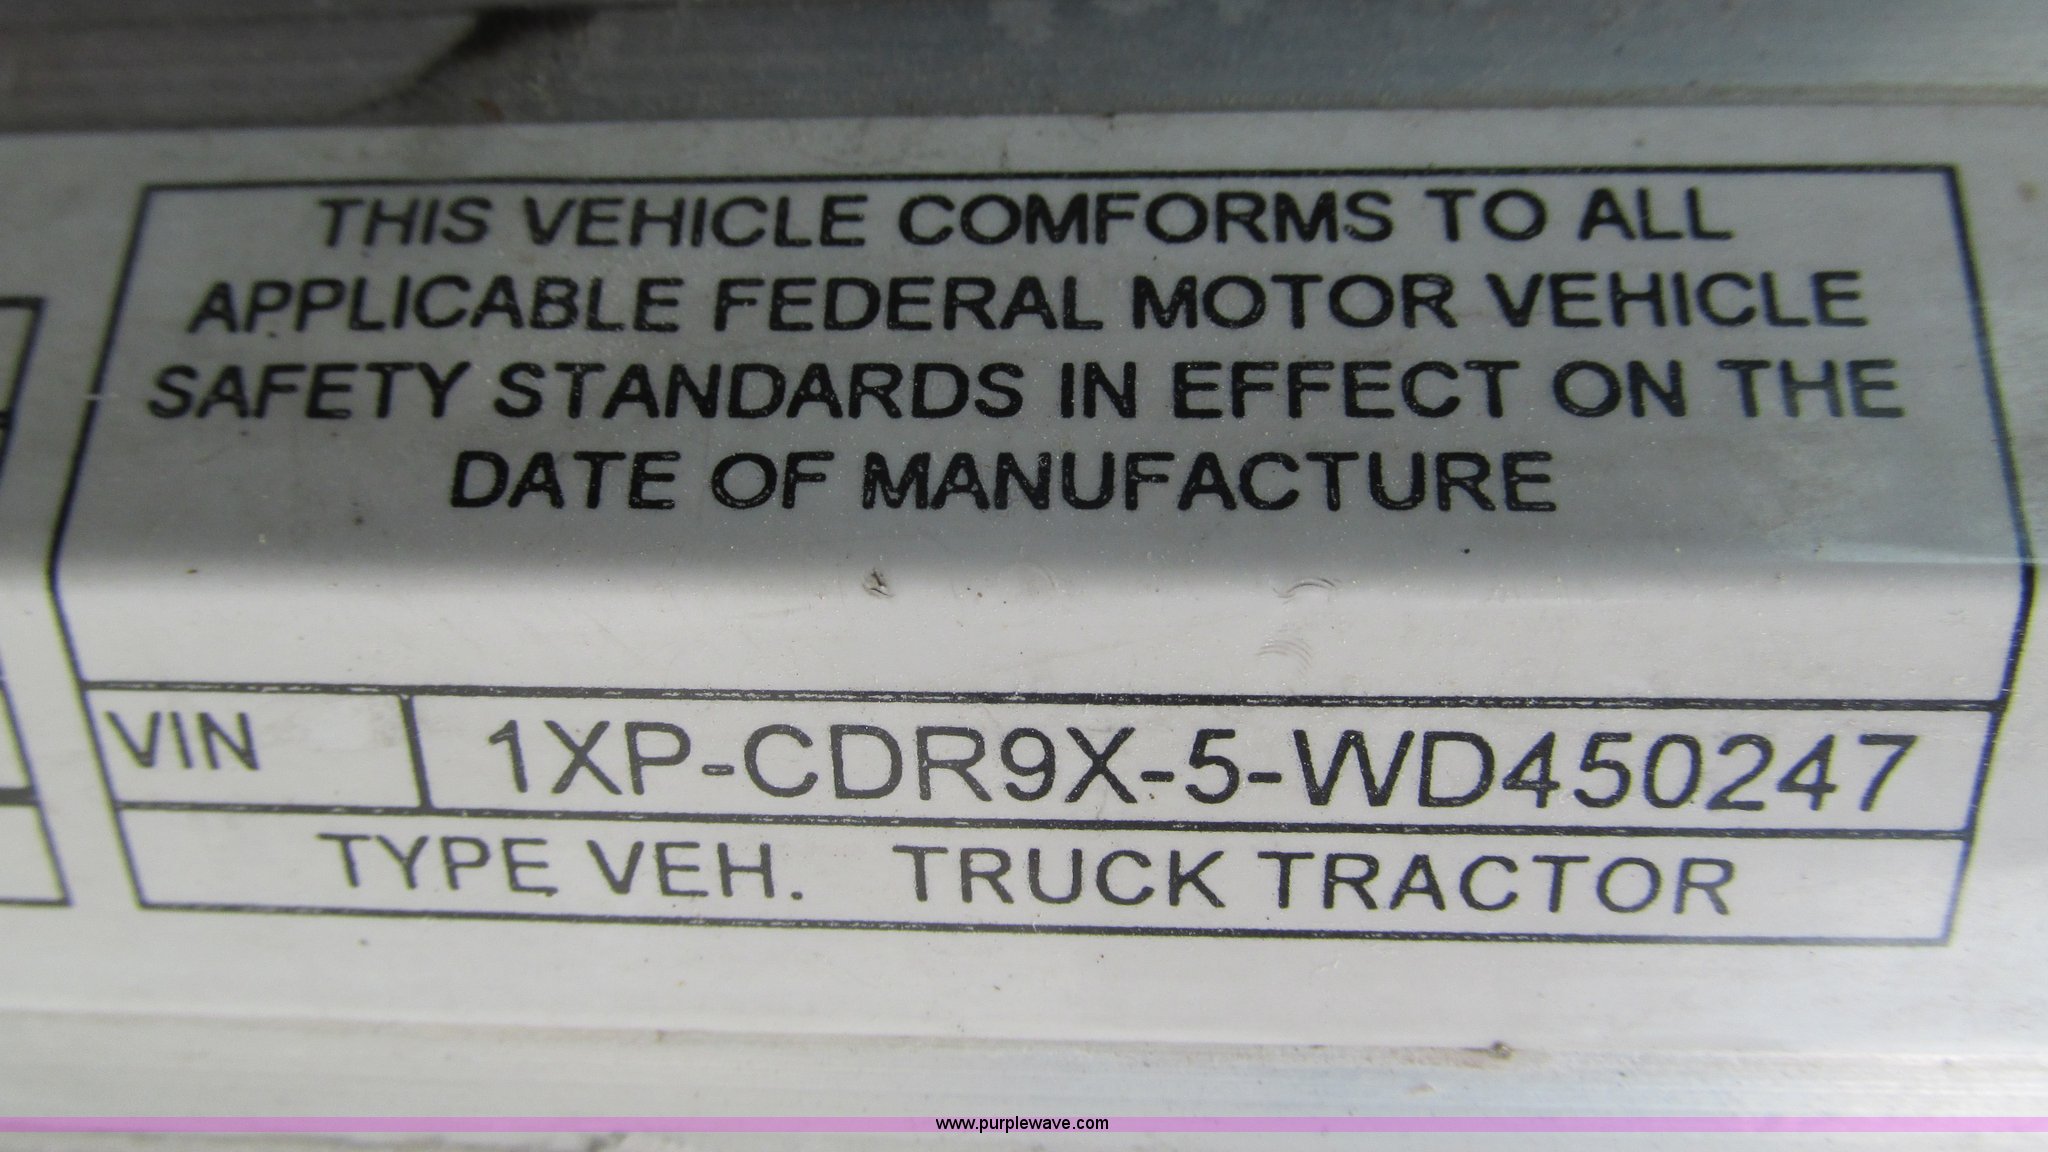 THIS VEHICLE COMFORMS TO ALL
APPLICABLE FEDERAL MOTOR VEHICLE
SAFETY STANDARDS IN EFFECT ON THE
DATE OF MANUFACTURE
VIN 1XP-CDR9X-5-WD450247
TYPE VEH. TRUCK TRACTOR
www.purplewave.com